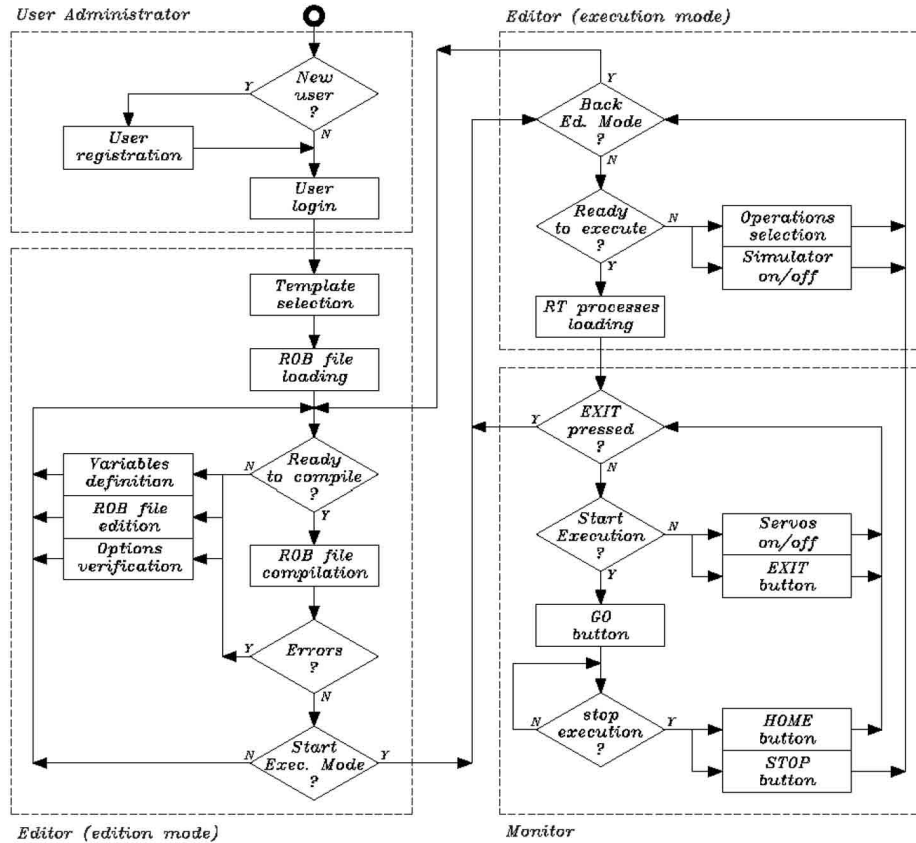 User Administrator
New
user
?
Y
N
User
registration
User
login
Template
selection
ROB file
loading
Ready
to compile
?
N
Y
Variables
definition
ROB file
edition
Options
verification
ROB file
compilation
Errors
?
Y
N
Start
Exec. Mode
?
N
Y
Editor (edition mode)
Editor (execution mode)
Y
Back
Ed. Mode
?
N
Ready
to execute
?
N
Y
Operations
selection
Simulator
on/off
RT processes
loading
EXIT
pressed
?
Y
N
Start
Execution
?
N
Y
Servos
on/off
EXIT
button
GO
button
stop
execution
?
N
Y
HOME
button
STOP
button
Monitor